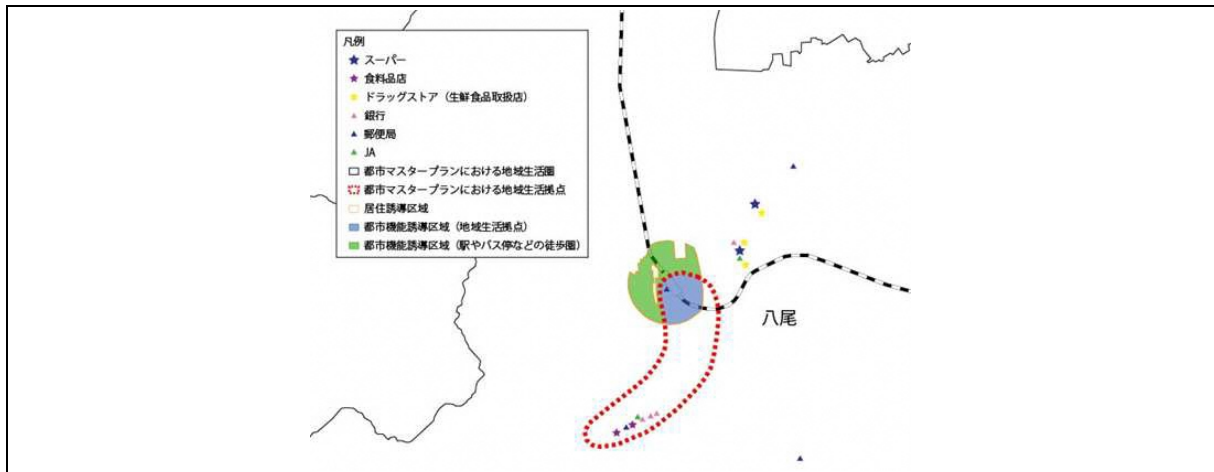 凡例
スーパー
食料品店
ドラッグストア（生鮮食品取扱店）
銀行
郵便局
JA
都市マスタープランにおける地域生活圏
都市マスタープランにおける地域生活拠点
居住誘導区域
都市機能誘導区域（地域生活拠点）
都市機能誘導区域（駅やバス停などの徒歩圏）
八尾